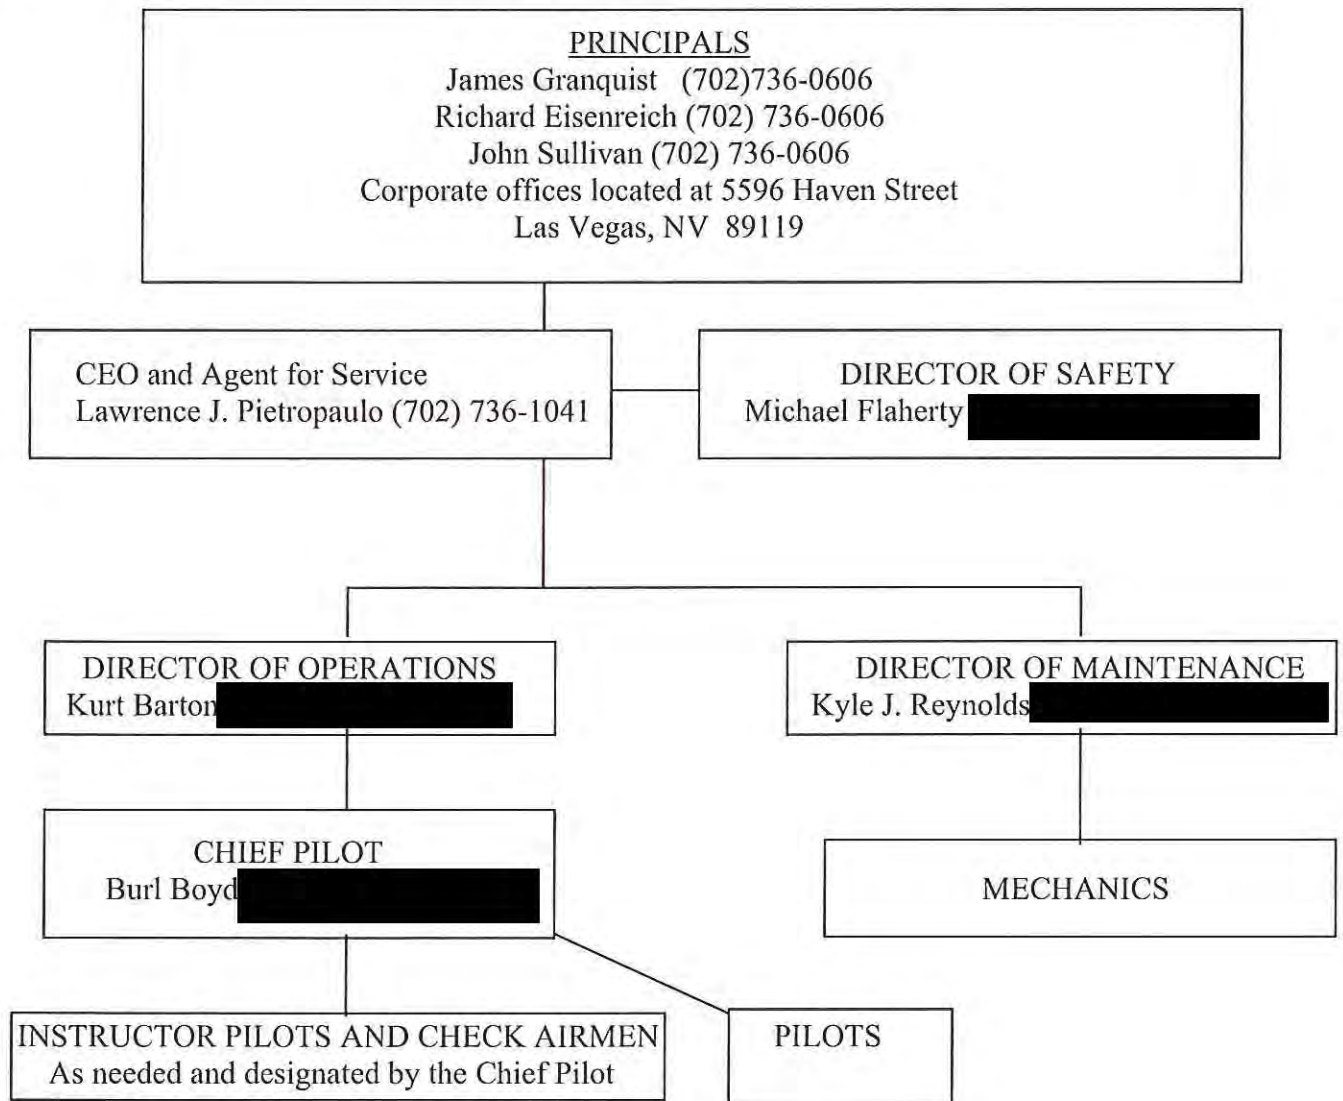 PRINCIPALS
James Granquist (702)736-0606
Richard Eisenreich (702) 736-0606
John Sullivan (702) 736-0606
Corporate offices located at 5596 Haven Street
Las Vegas, NV 89119
CEO and Agent for Service
Lawrence J. Pietropaulo (702) 736-1041
DIRECTOR OF SAFETY
Michael Flaherty
DIRECTOR OF OPERATIONS
Kurt Barton
DIRECTOR OF MAINTENANCE
Kyle J. Reynolds
CHIEF PILOT
Burl Boyd
MECHANICS
INSTRUCTOR PILOTS AND CHECK AIRMEN
As needed and designated by the Chief Pilot
PILOTS